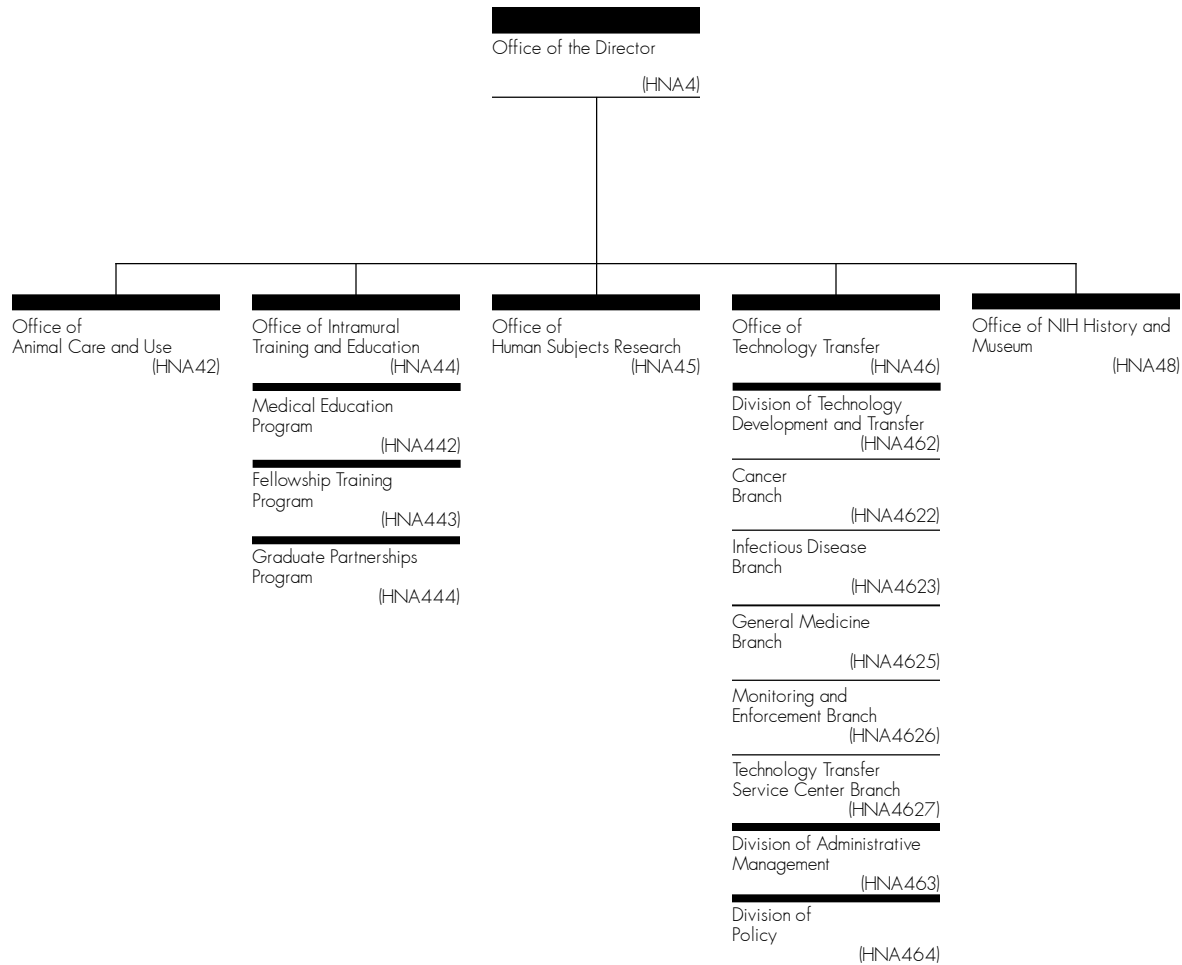 Office of the Director
(HNA4)
Office of
Animal Care and Use
(HNA42)
Office of Intramural
Training and Education
(HNA44)
Medical Education
Program
(HNA442)
Fellowship Training
Program
(HNA443)
Graduate Partnerships
Program
(HNA444)
Office of
Human Subjects Research
(HNA45)
Office of
Technology Transfer
(HNA46)
Division of Technology
Development and Transfer
(HNA462)
Cancer
Branch
(HNA4622)
Infectious Disease
Branch
(HNA4623)
General Medicine
Branch
(HNA4625)
Monitoring and
Enforcement Branch
(HNA4626)
Technology Transfer
Service Center Branch
(HNA4627)
Division of Administrative
Management
(HNA463)
Division of
Policy
(HNA464)
Office of NIH History and
Museum
(HNA48)